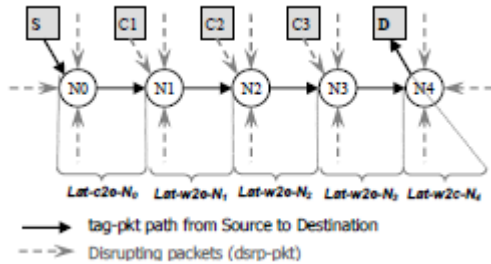 S C1 C2 C3 D
N0 N1 N2 N3 N4
Lat-c2o-N0 Lat-w2o-N1 Lat-w2o-N2 Lat-w2o-N3 Lat-w2c-N4
tag-pkt path from Source to Destination
Disrupting packets (dsrp-pkt)